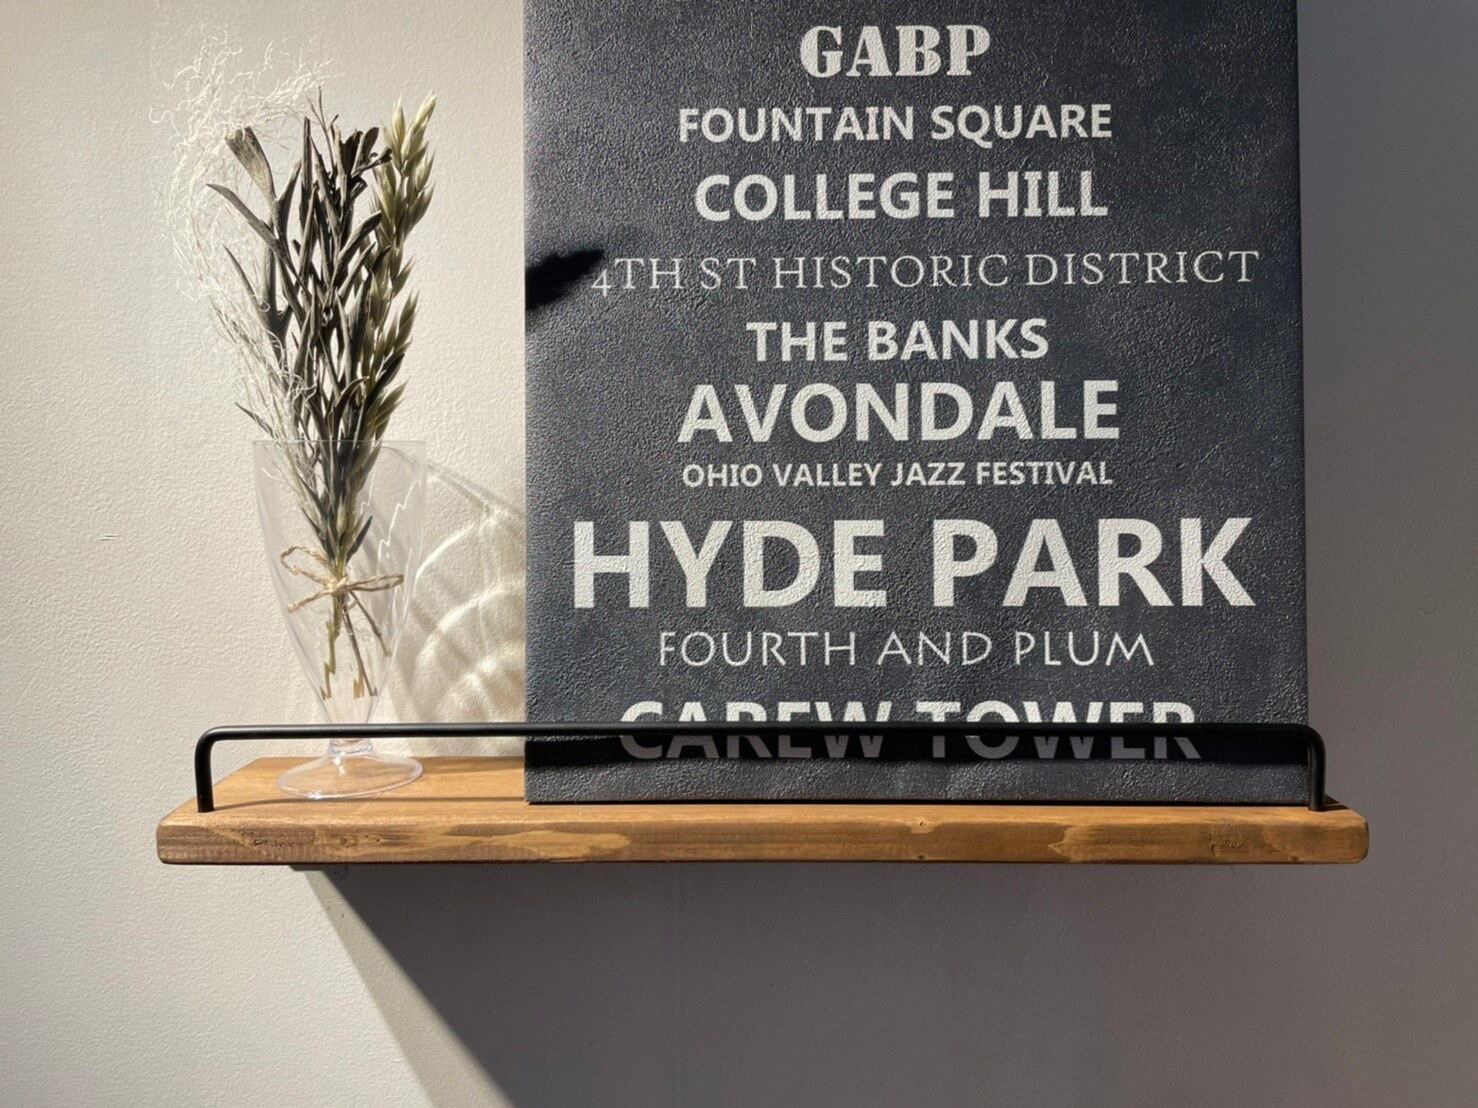 GABP
FOUNTAIN SQUARE
COLLEGE HILL
4TH ST HISTORIC DISTRICT
THE BANKS
AVONDALE
OHIO VALLEY JAZZ FESTIVAL
HYDE PARK
FOURTH AND PLUM
CAREW TOWER